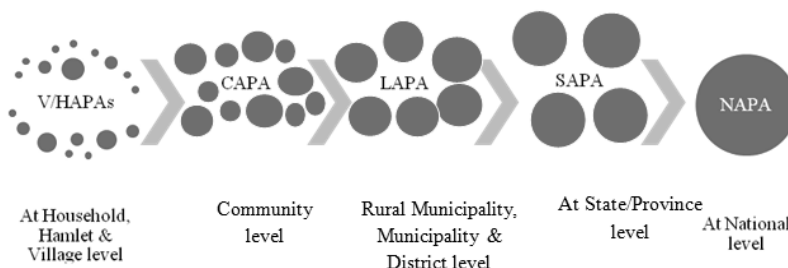 V/HAPAs
CAPA
LAPA
SAPA
NAPA
At Household,
Hamlet &
Village level
Community
level
Rural Municipality,
Municipality &
District level
At State/Province
level
At National
level